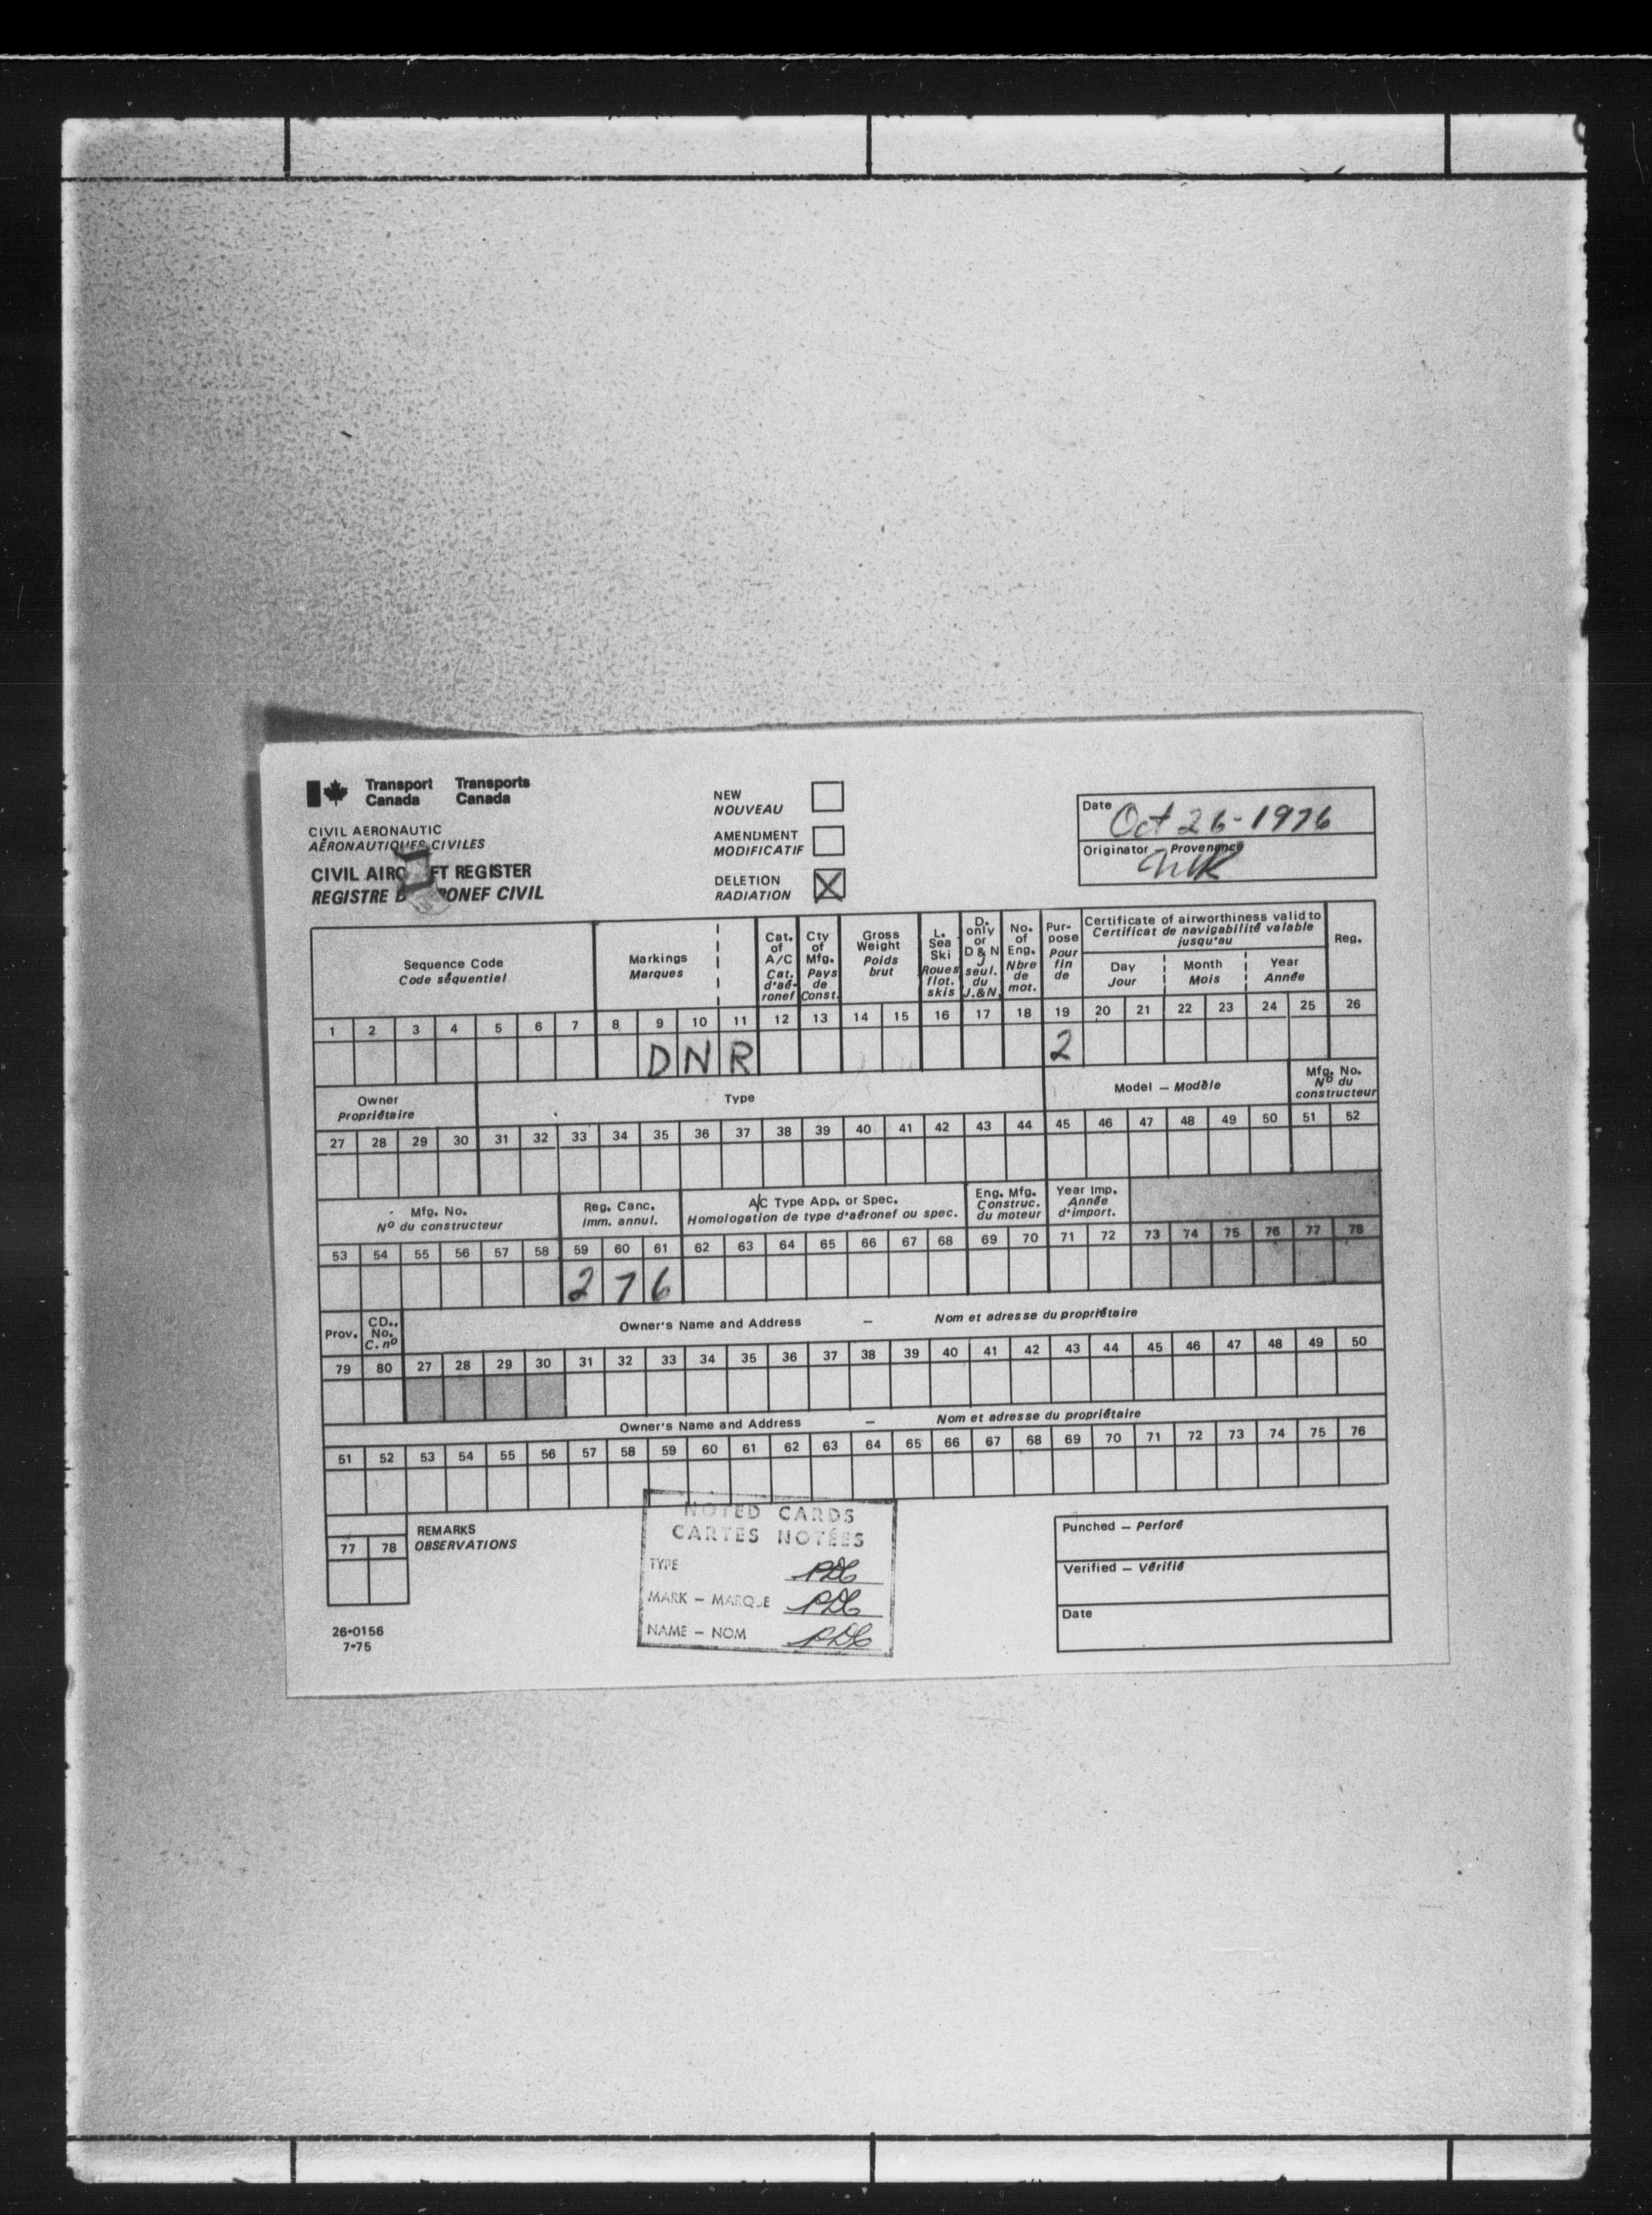 Transport Canada Transports Canada
CIVIL AERONAUTIC
AÉRONAUTIQUES CIVILES
CIVIL AIRC FT REGISTER
REGISTRE D RONEF CIVIL
NEW
NOUVEAU
AMENDMENT
MODIFICATIF
DELETION
RADIATION X
Date Oct 26-1976
Originator - Provenance
Sequence Code
Code séquentiel
Markings
Marques
Cat. of A/C Cat. d'aé-ronef
Cty of Mfg. Pays de Const.
Gross Weight Poids brut
L. Sea Ski Roues flot. skis
D. only or D & N J seul. du J.&N.
No. of Eng. Nbre de mot.
Pur-pose Pour fin de
Certificate of airworthiness valid to
Certificat de navigabilité valable jusqu'au
Day Jour
Month Mois
Year Année
Reg.
1 2 3 4 5 6 7 8 9 10 11 12 13 14 15 16 17 18 19 20 21 22 23 24 25 26
D N R 2
Owner
Propriétaire
Type
Model – Modèle
Mfg. No. Nº du constructeur
27 28 29 30 31 32 33 34 35 36 37 38 39 40 41 42 43 44 45 46 47 48 49 50 51 52
Mfg. No.
Nº du constructeur
Reg. Canc.
Imm. annul.
A/C Type App. or Spec.
Homologation de type d'aéronef ou spec.
Eng. Mfg. Construc. du moteur
Year Imp. Année d'import.
53 54 55 56 57 58 59 60 61 62 63 64 65 66 67 68 69 70 71 72 73 74 75 76 77 78
2 7 6
Prov.
CD., No. C. nº
Owner's Name and Address – Nom et adresse du propriétaire
79 80 27 28 29 30 31 32 33 34 35 36 37 38 39 40 41 42 43 44 45 46 47 48 49 50
Owner's Name and Address – Nom et adresse du propriétaire
51 52 53 54 55 56 57 58 59 60 61 62 63 64 65 66 67 68 69 70 71 72 73 74 75 76
77 78
REMARKS
OBSERVATIONS
NOTED CARDS
CARTES NOTÉES
TYPE
MARK – MARQUE
NAME – NOM
Punched – Perforé
Verified – Vérifié
Date
26-0156
7-75